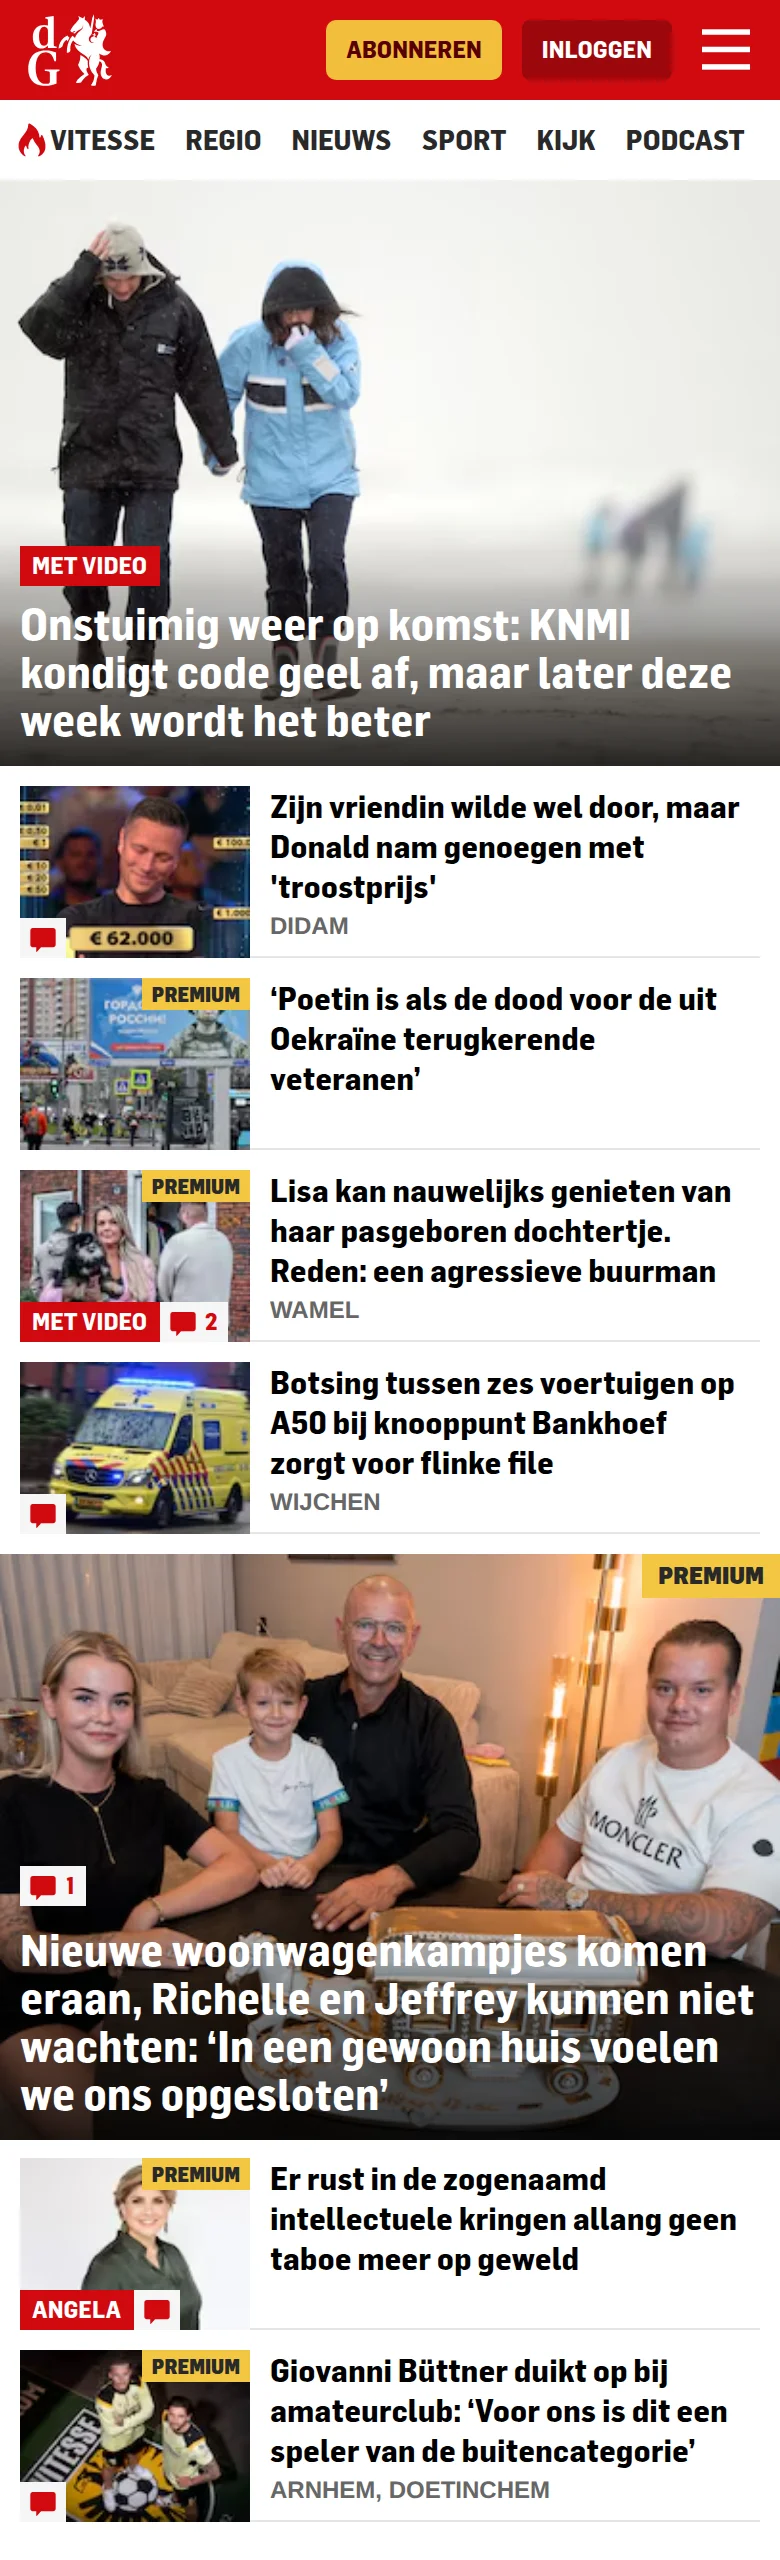 dG
ABONNEREN
INLOGGEN
VITESSE
REGIO
NIEUWS
SPORT
KIJK
PODCAST
MET VIDEO
Onstuimig weer op komst: KNMI
kondigt code geel af, maar later deze
week wordt het beter
€ 62.000
Zijn vriendin wilde wel door, maar
Donald nam genoegen met
'troostprijs'
DIDAM
PREMIUM
РОССИИ!
‘Poetin is als de dood voor de uit
Oekraïne terugkerende
veteranen’
PREMIUM
MET VIDEO
2
Lisa kan nauwelijks genieten van
haar pasgeboren dochtertje.
Reden: een agressieve buurman
WAMEL
Botsing tussen zes voertuigen op
A50 bij knooppunt Bankhoef
zorgt voor flinke file
WIJCHEN
PREMIUM
MONCLER
1
Nieuwe woonwagenkampjes komen
eraan, Richelle en Jeffrey kunnen niet
wachten: ‘In een gewoon huis voelen
we ons opgesloten’
PREMIUM
ANGELA
Er rust in de zogenaamd
intellectuele kringen allang geen
taboe meer op geweld
PREMIUM
VITESSE
Giovanni Büttner duikt op bij
amateurclub: ‘Voor ons is dit een
speler van de buitencategorie’
ARNHEM, DOETINCHEM